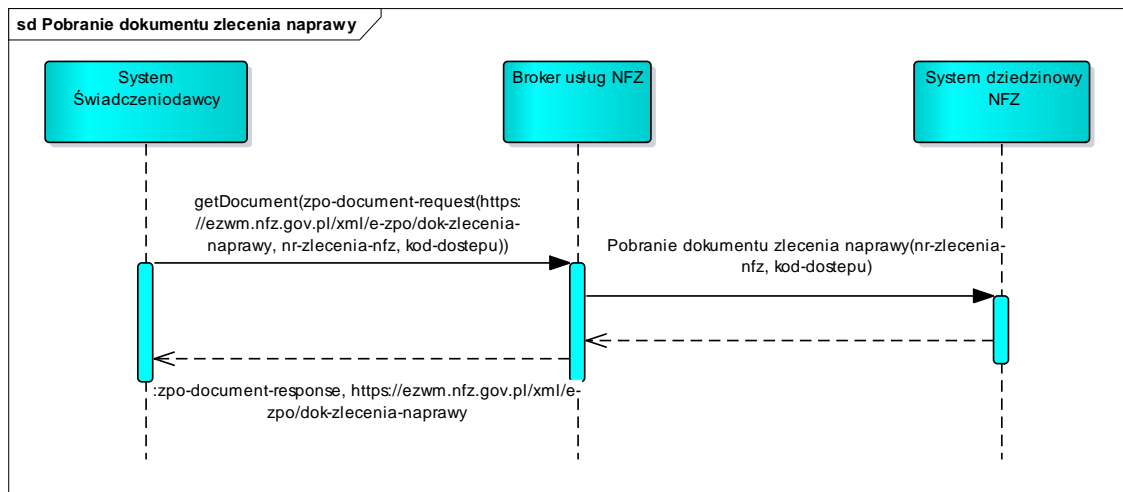 sd Pobranie dokumentu zlecenia naprawy
System
Świadczeniodawcy
Broker usług NFZ
System dziedzinowy
NFZ
getDocument(zpo-document-request(https:
//ezwm.nfz.gov.pl/xml/e-zpo/dok-zlecenia-
naprawy, nr-zlecenia-nfz, kod-dostepu))
Pobranie dokumentu zlecenia naprawy(nr-zlecenia-
nfz, kod-dostepu)
:zpo-document-response, https://ezwm.nfz.gov.pl/xml/e-
zpo/dok-zlecenia-naprawy